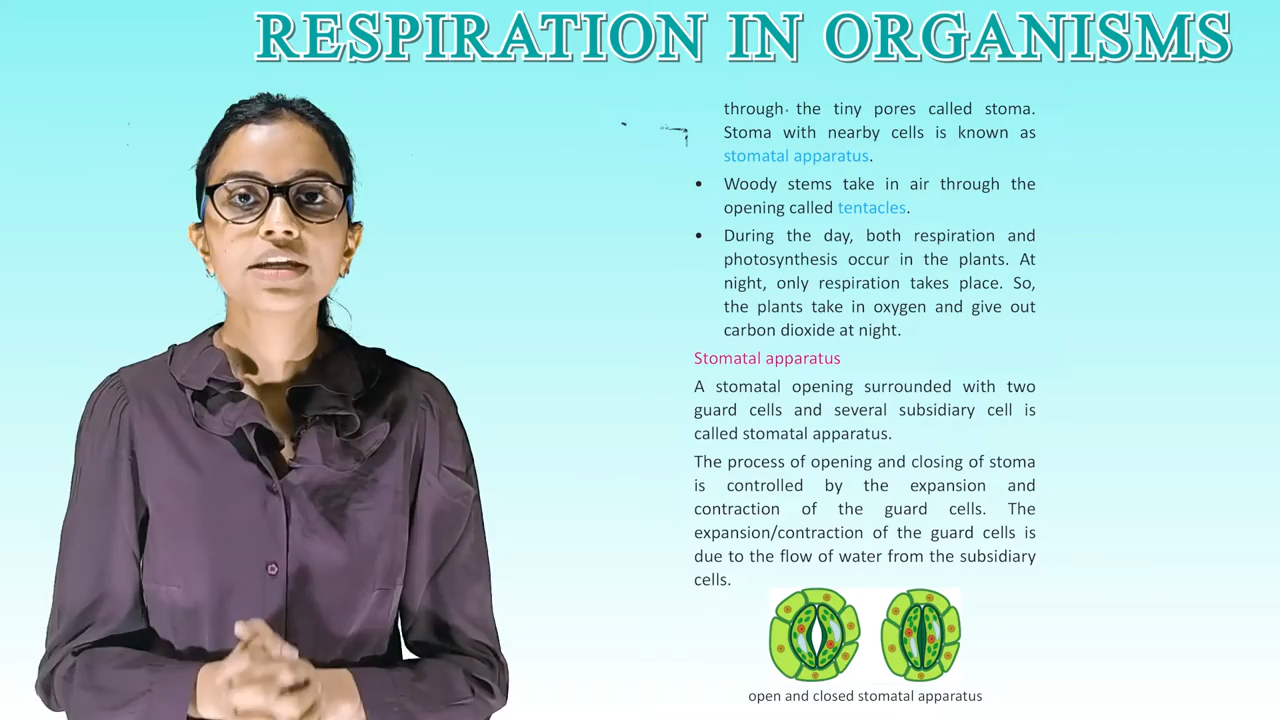 RESPIRATION IN ORGANISMS
through the tiny pores called stoma.
Stoma with nearby cells is known as
stomatal apparatus.
• Woody stems take in air through the
opening called tentacles.
• During the day, both respiration and
photosynthesis occur in the plants. At
night, only respiration takes place. So,
the plants take in oxygen and give out
carbon dioxide at night.
Stomatal apparatus
A stomatal opening surrounded with two
guard cells and several subsidiary cell is
called stomatal apparatus.
The process of opening and closing of stoma
is controlled by the expansion and
contraction of the guard cells. The
expansion/contraction of the guard cells is
due to the flow of water from the subsidiary
cells.
open and closed stomatal apparatus